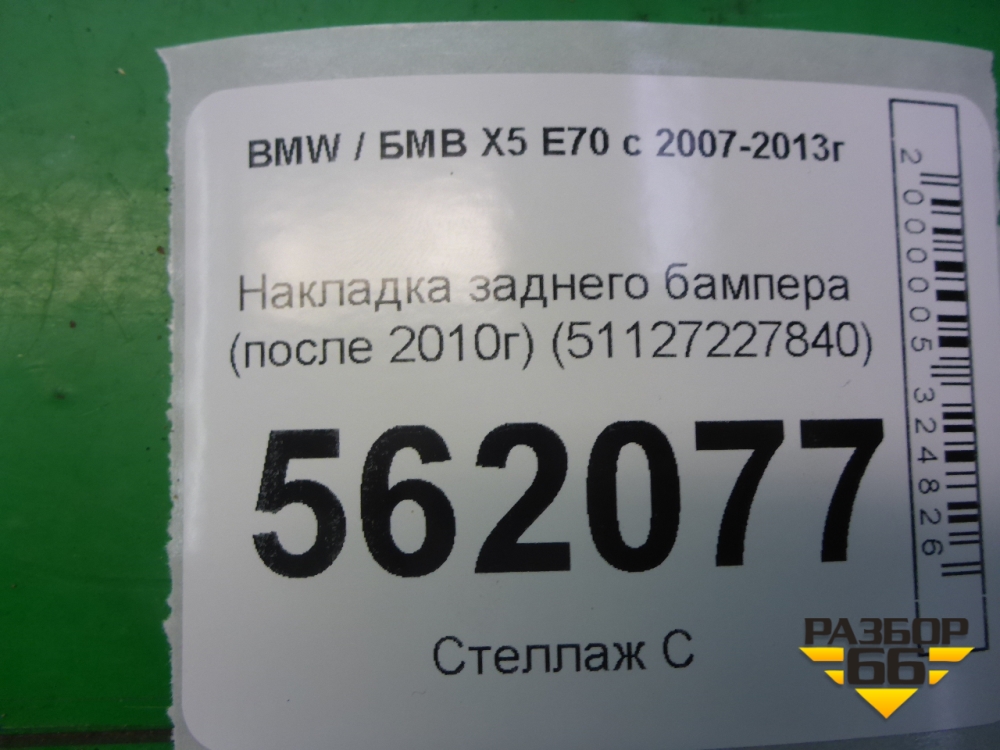 BMW / БМВ X5 E70 с 2007-2013г
Накладка заднего бампера
(после 2010г) (51127227840)
562077
Стеллаж С
2000005324826
РАЗБОР
66